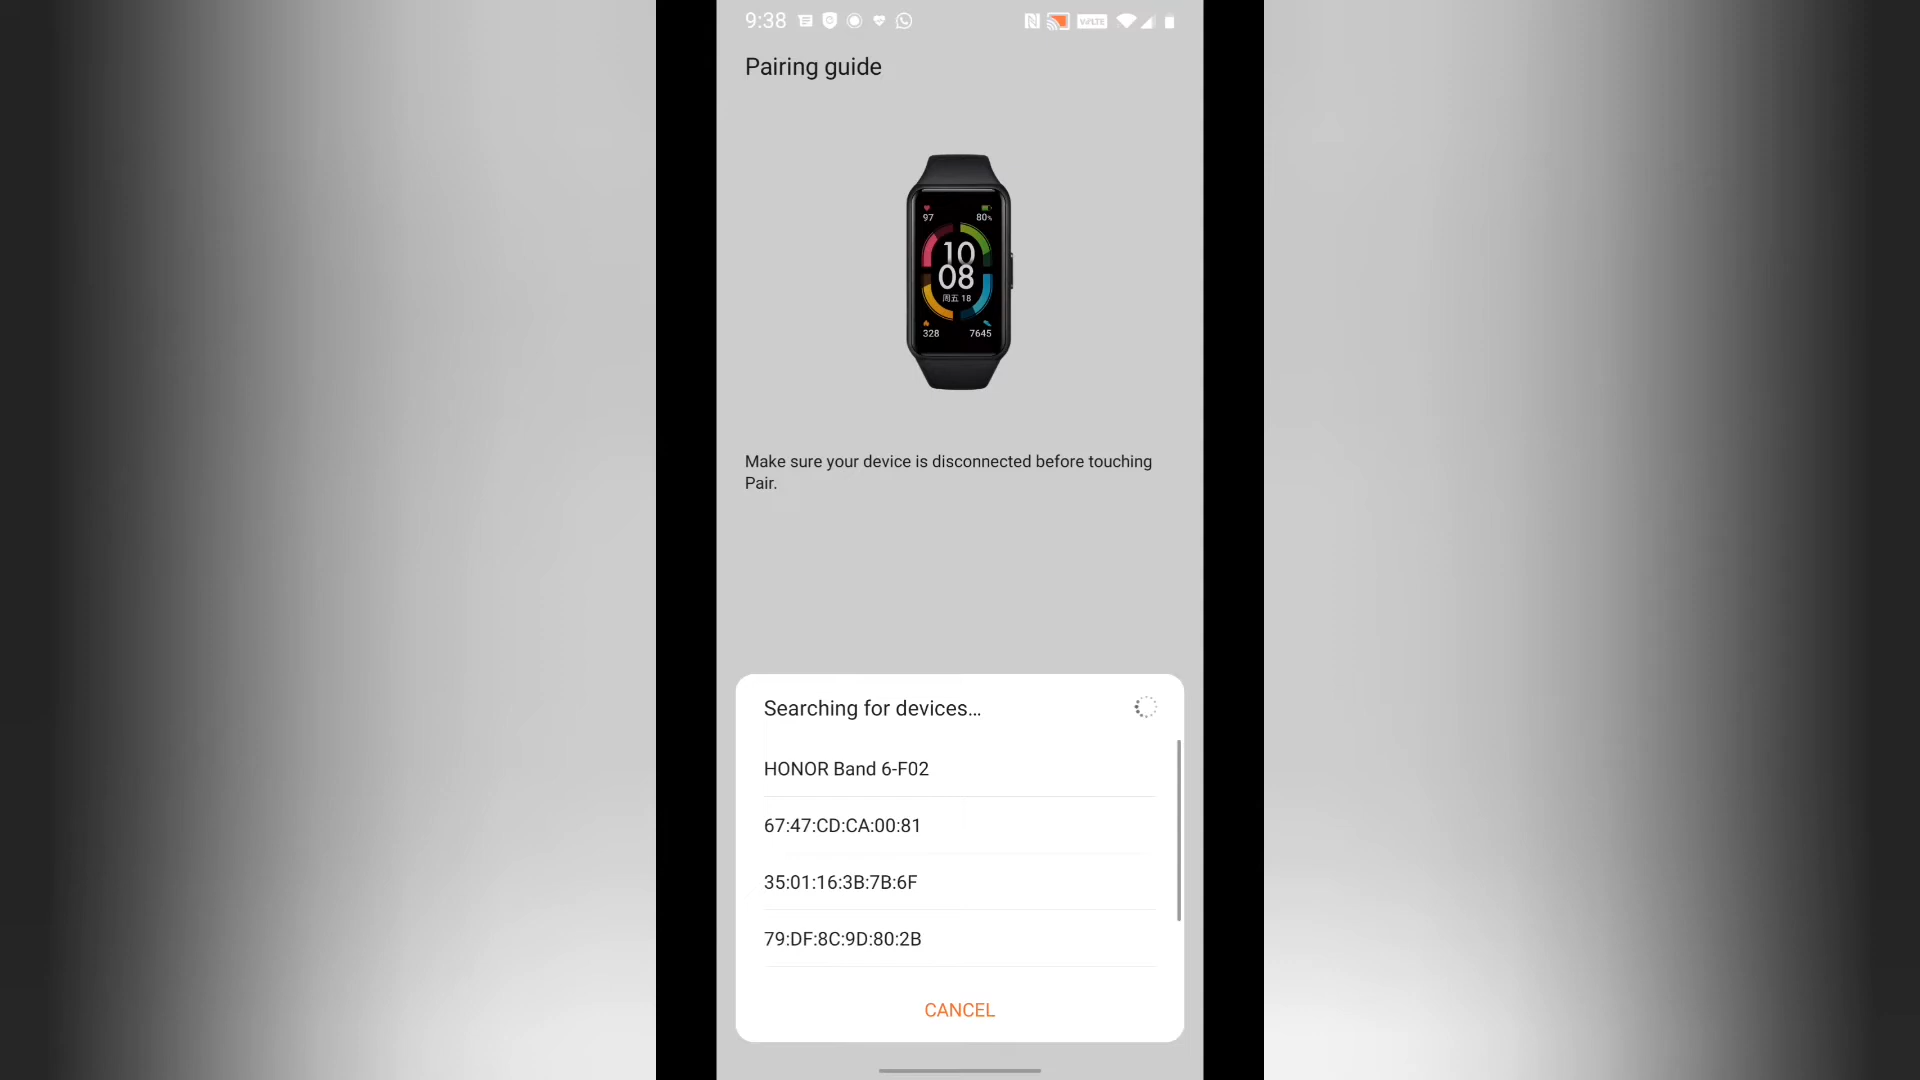 9:38
VoLTE
Pairing guide
97
80%
10
08
周五 18
328
7645
Make sure your device is disconnected before touching
Pair.
Searching for devices...
HONOR Band 6-F02
67:47:CD:CA:00:81
35:01:16:3B:7B:6F
79:DF:8C:9D:80:2B
CANCEL